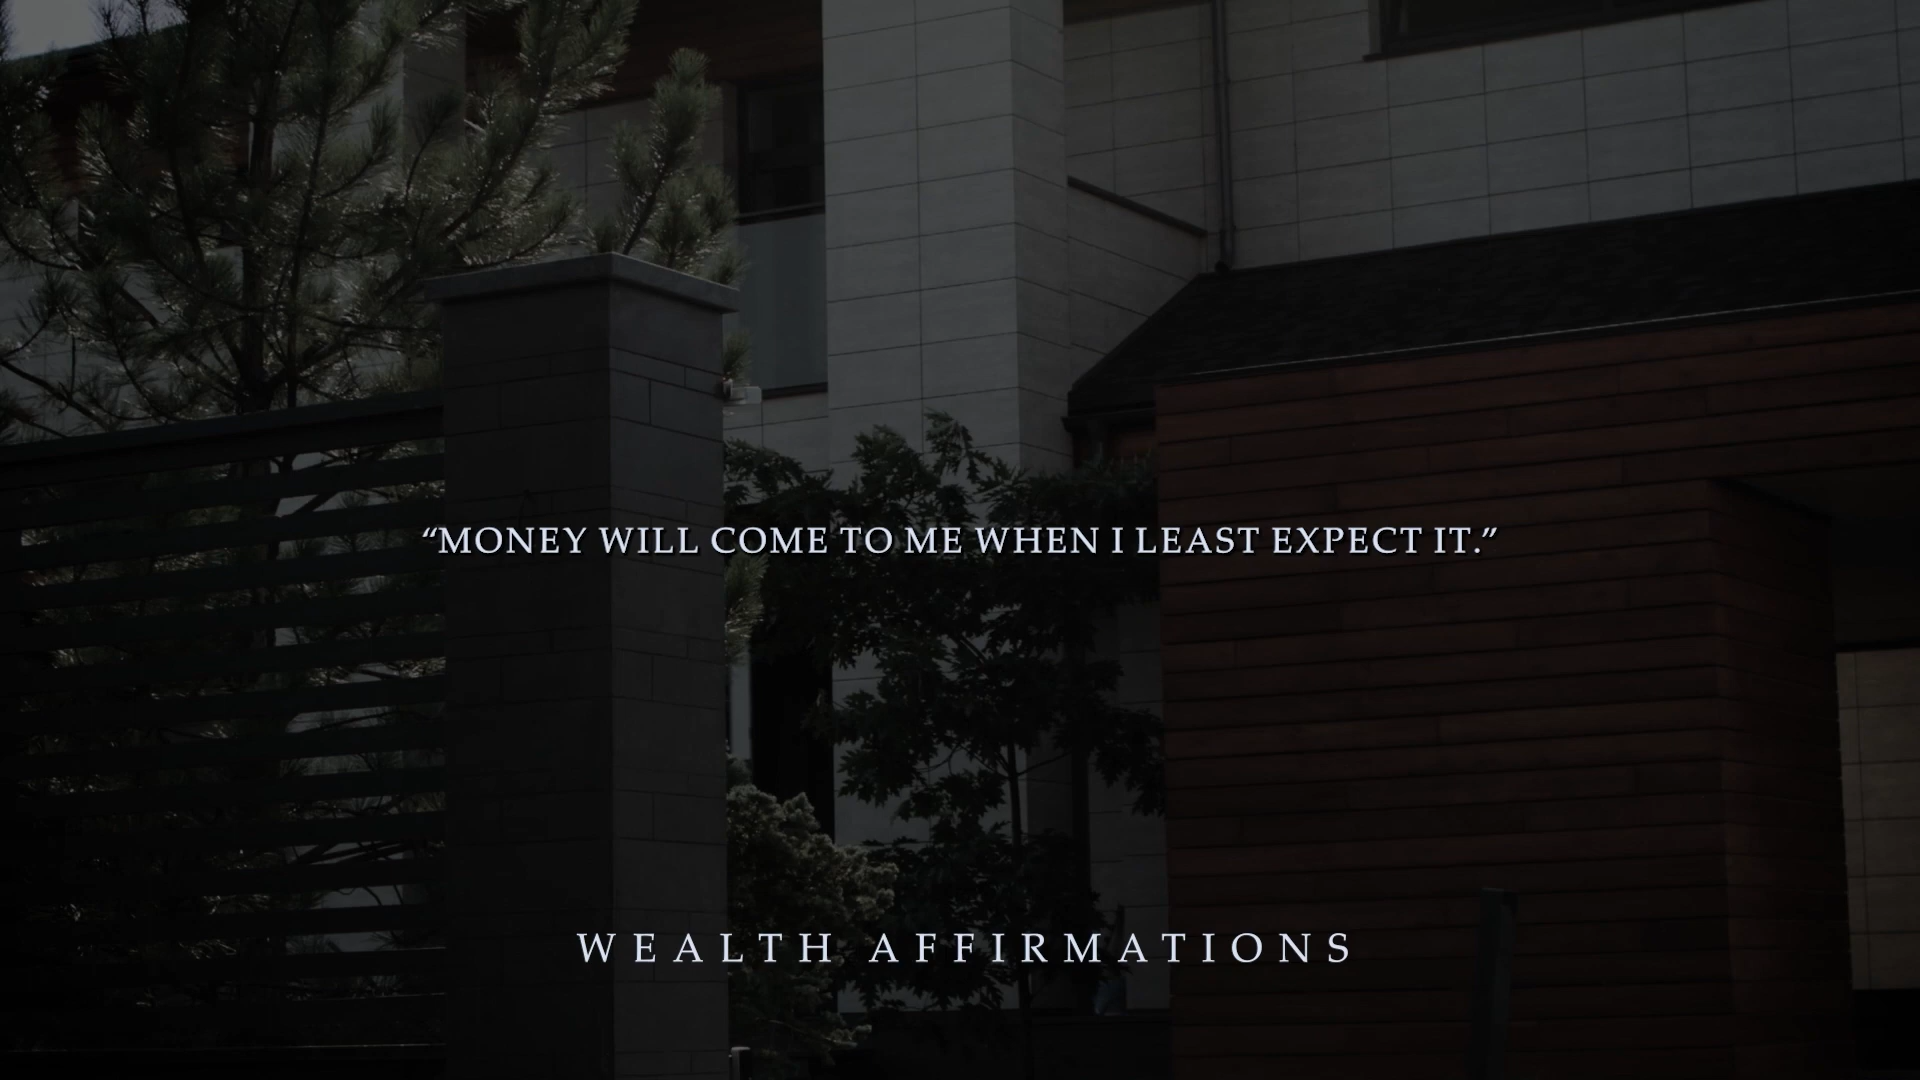 “MONEY WILL COME TO ME WHEN I LEAST EXPECT IT.”
WEALTH AFFIRMATIONS